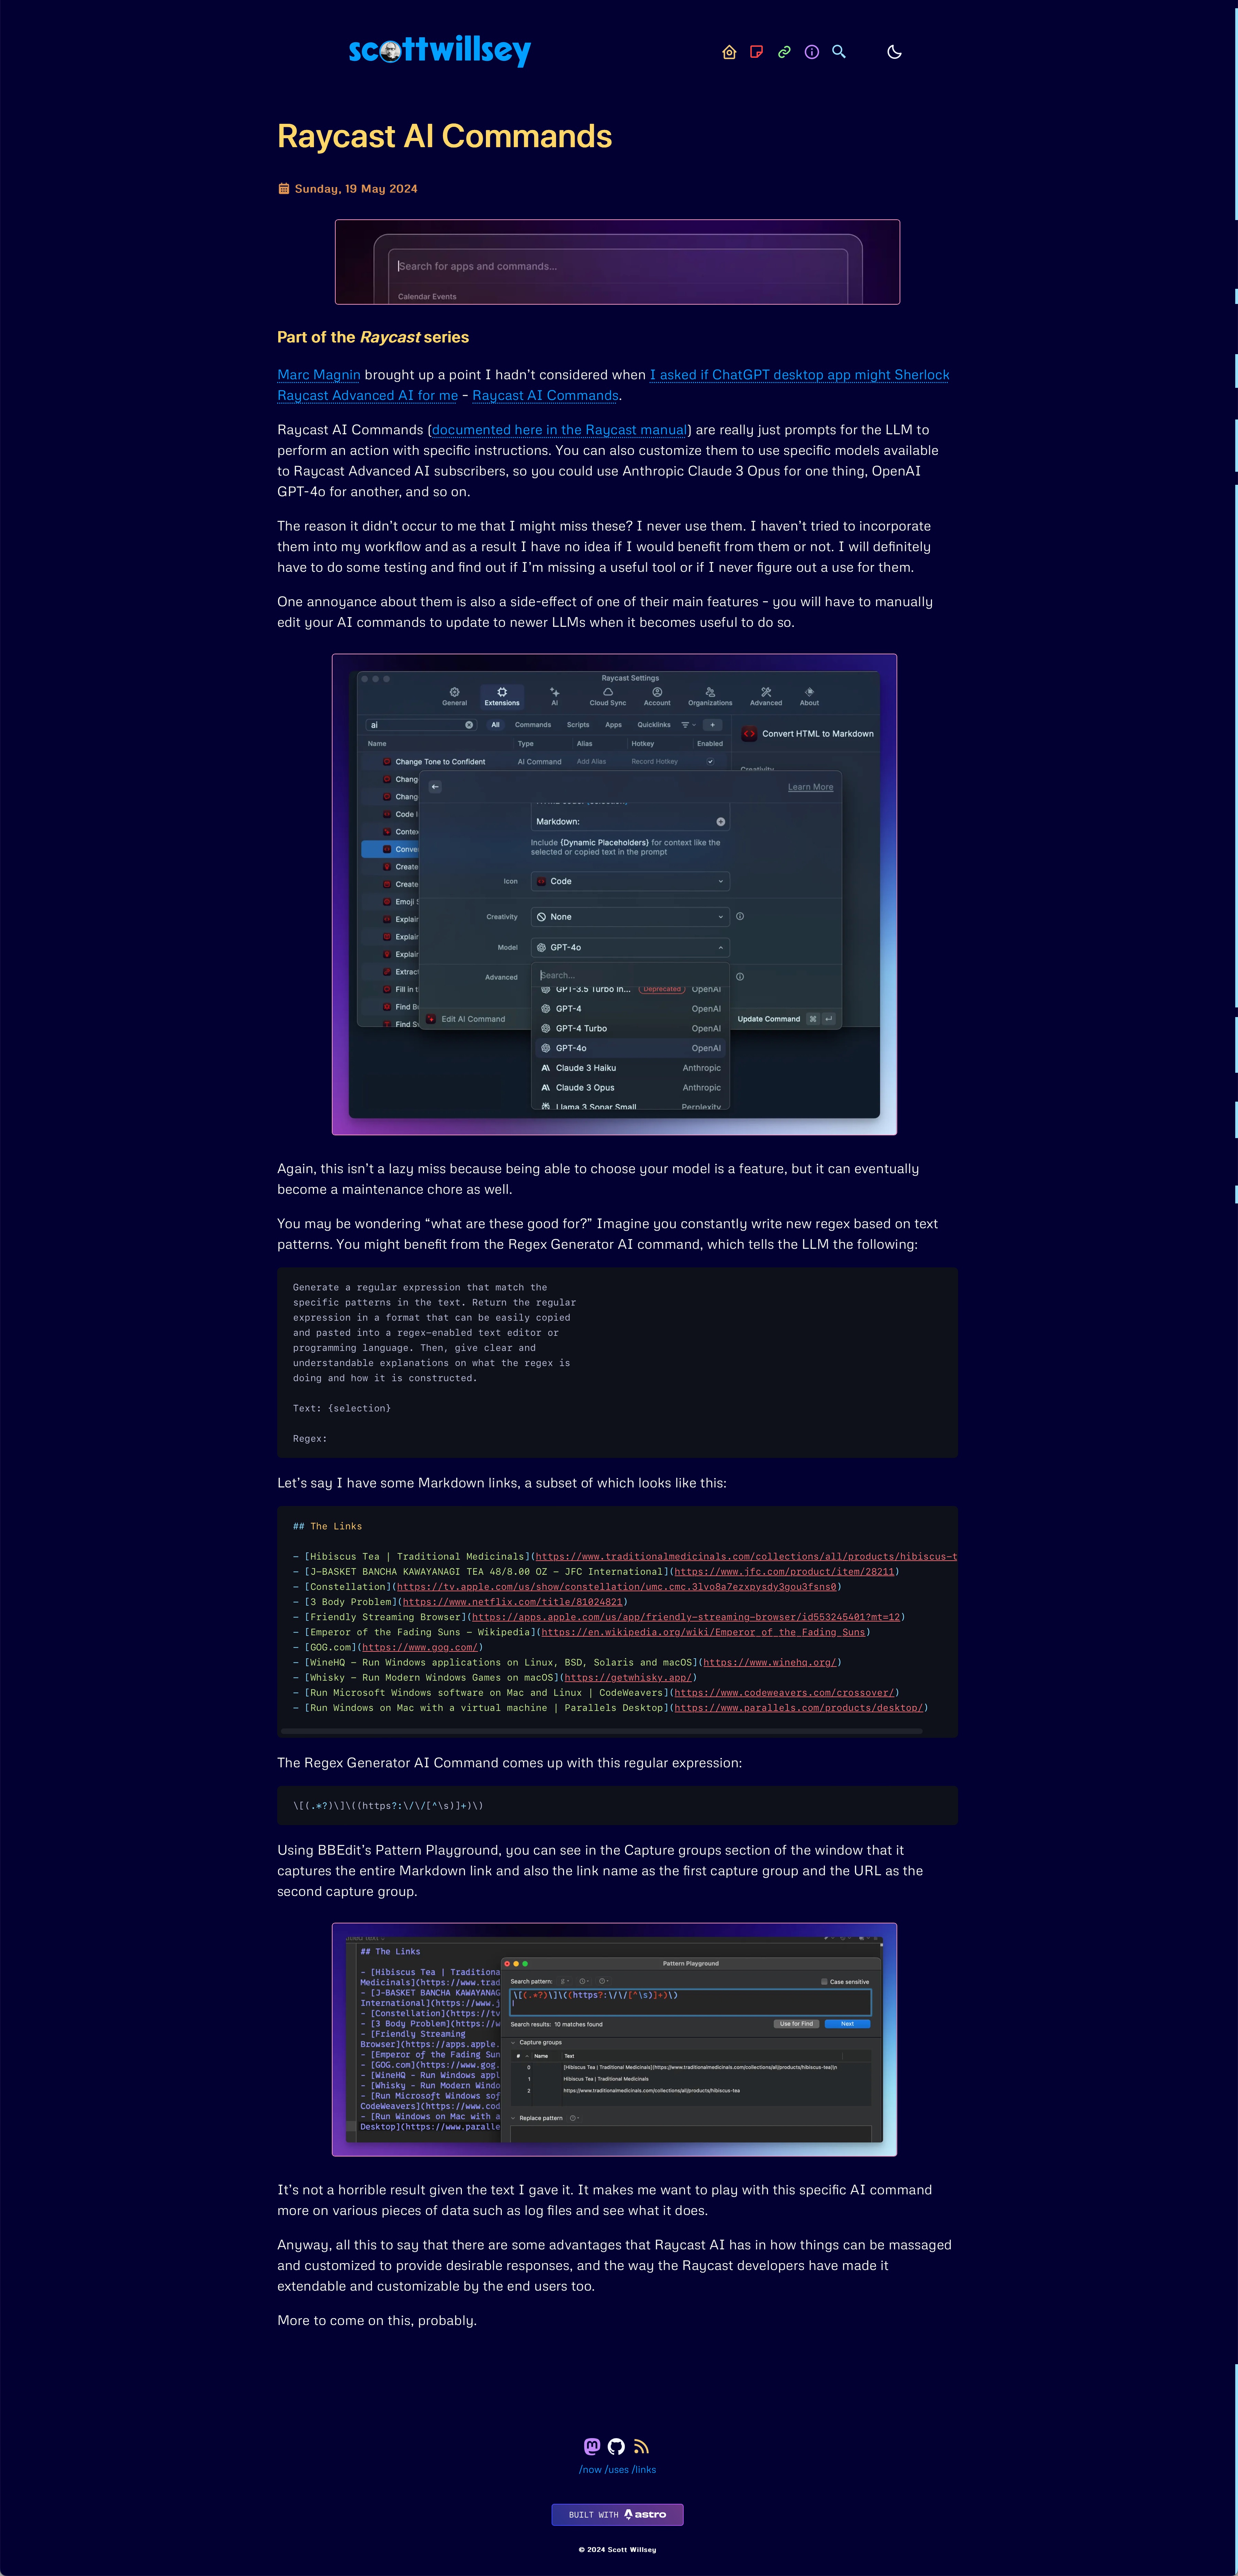 scottwillsey
Raycast AI Commands
Sunday, 19 May 2024
Search for apps and commands...
Calendar Events
Part of the Raycast series
Marc Magnin brought up a point I hadn't considered when I asked if ChatGPT desktop app might Sherlock
Raycast Advanced AI for me - Raycast AI Commands.
Raycast AI Commands (documented here in the Raycast manual) are really just prompts for the LLM to
perform an action with specific instructions. You can also customize them to use specific models available
to Raycast Advanced AI subscribers, so you could use Anthropic Claude 3 Opus for one thing, OpenAI
GPT-4o for another, and so on.
The reason it didn't occur to me that I might miss these? I never use them. I haven't tried to incorporate
them into my workflow and as a result I have no idea if I would benefit from them or not. I will definitely
have to do some testing and find out if I'm missing a useful tool or if I never figure out a use for them.
One annoyance about them is also a side-effect of one of their main features - you will have to manually
edit your AI commands to update to newer LLMs when it becomes useful to do so.
Raycast Settings
General Extensions AI Cloud Sync Account Organizations Advanced About
ai All Commands Scripts Apps Quicklinks
Convert HTML to Markdown
Name Type Alias Hotkey Enabled
Change Tone to Confident AI Command Add Alias Record Hotkey
Creativity
Chang
Learn More
Chang
Code I
Markdown:
Contex
Include {Dynamic Placeholders} for context like the
selected or copied text in the prompt
Conve
Create
Icon Code
Create
Emoji S
Creativity None
Explair
Explair
Model GPT-4o
Explair
Extract
Advanced Search...
Fill in t
GPT-3.5 Turbo In... Deprecated OpenAI
Find Bu
GPT-4 OpenAI
Edit AI Command
Update Command
Find Su
GPT-4 Turbo OpenAI
GPT-4o OpenAI
Claude 3 Haiku Anthropic
Claude 3 Opus Anthropic
Llama 3 Sonar Small Perplexity
Again, this isn't a lazy miss because being able to choose your model is a feature, but it can eventually
become a maintenance chore as well.
You may be wondering “what are these good for?” Imagine you constantly write new regex based on text
patterns. You might benefit from the Regex Generator AI command, which tells the LLM the following:
Generate a regular expression that match the
specific patterns in the text. Return the regular
expression in a format that can be easily copied
and pasted into a regex-enabled text editor or
programming language. Then, give clear and
understandable explanations on what the regex is
doing and how it is constructed.
Text: {selection}
Regex:
Let's say I have some Markdown links, a subset of which looks like this:
## The Links
- [Hibiscus Tea | Traditional Medicinals](https://www.traditionalmedicinals.com/collections/all/products/hibiscus-t
- [J-BASKET BANCHA KAWAYANAGI TEA 48/8.00 OZ - JFC International](https://www.jfc.com/product/item/28211)
- [Constellation](https://tv.apple.com/us/show/constellation/umc.cmc.3lvo8a7ezxpysdy3gou3fsns0)
- [3 Body Problem](https://www.netflix.com/title/81024821)
- [Friendly Streaming Browser](https://apps.apple.com/us/app/friendly-streaming-browser/id553245401?mt=12)
- [Emperor of the Fading Suns - Wikipedia](https://en.wikipedia.org/wiki/Emperor_of_the_Fading_Suns)
- [GOG.com](https://www.gog.com/)
- [WineHQ - Run Windows applications on Linux, BSD, Solaris and macOS](https://www.winehq.org/)
- [Whisky - Run Modern Windows Games on macOS](https://getwhisky.app/)
- [Run Microsoft Windows software on Mac and Linux | CodeWeavers](https://www.codeweavers.com/crossover/)
- [Run Windows on Mac with a virtual machine | Parallels Desktop](https://www.parallels.com/products/desktop/)
The Regex Generator AI Command comes up with this regular expression:
\[(.*?)\]\((https?:\/\/[^\s)]+)\)
Using BBEdit's Pattern Playground, you can see in the Capture groups section of the window that it
captures the entire Markdown link and also the link name as the first capture group and the URL as the
second capture group.
## The Links
- [Hibiscus Tea | Traditiona
Medicinals](https://www.trad
- [J-BASKET BANCHA KAWAYANAG
International](https://www.j
- [Constellation](https://tv
- [3 Body Problem](https://w
- [Friendly Streaming
Browser](https://apps.apple.
- [Emperor of the Fading Sun
- [GOG.com](https://www.gog.
- [WineHQ - Run Windows appl
- [Whisky - Run Modern Windo
- [Run Microsoft Windows sof
CodeWeavers](https://www.cod
- [Run Windows on Mac with a
Desktop](https://www.paralle
Pattern Playground
Search pattern: Case sensitive
\[(.*?)\]\((https?:\/\/[^\s)]+)\)
Search results: 10 matches found Use for Find Next
Capture groups
# Name Text
0 [Hibiscus Tea | Traditional Medicinals](https://www.traditionalmedicinals.com/collections/all/products/hibiscus-tea)\n
1 Hibiscus Tea | Traditional Medicinals
2 https://www.traditionalmedicinals.com/collections/all/products/hibiscus-tea
Replace pattern
It's not a horrible result given the text I gave it. It makes me want to play with this specific AI command
more on various pieces of data such as log files and see what it does.
Anyway, all this to say that there are some advantages that Raycast AI has in how things can be massaged
and customized to provide desirable responses, and the way the Raycast developers have made it
extendable and customizable by the end users too.
More to come on this, probably.
/now /uses /links
BUILT WITH astro
© 2024 Scott Willsey